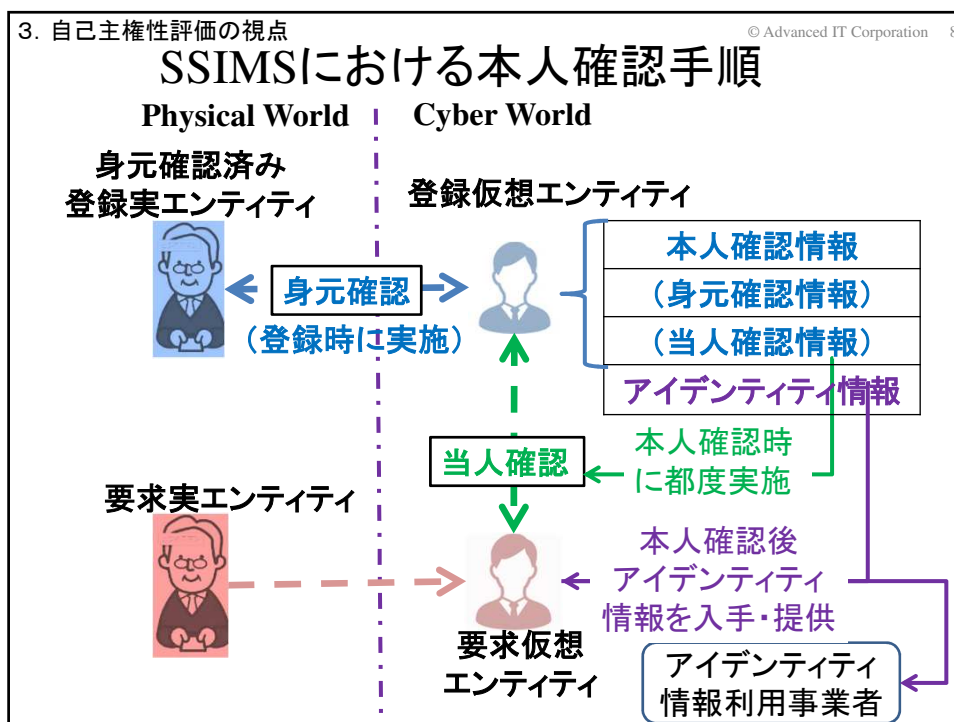 3．自己主権性評価の視点
© Advanced IT Corporation 8
SSIMSにおける本人確認手順
Physical World
Cyber World
身元確認済み
登録実エンティティ
登録仮想エンティティ
本人確認情報
（身元確認情報）
（当人確認情報）
アイデンティティ情報
身元確認
（登録時に実施）
当人確認
本人確認時
に都度実施
要求実エンティティ
本人確認後
アイデンティティ
情報を入手・提供
要求仮想
エンティティ
アイデンティティ
情報利用事業者